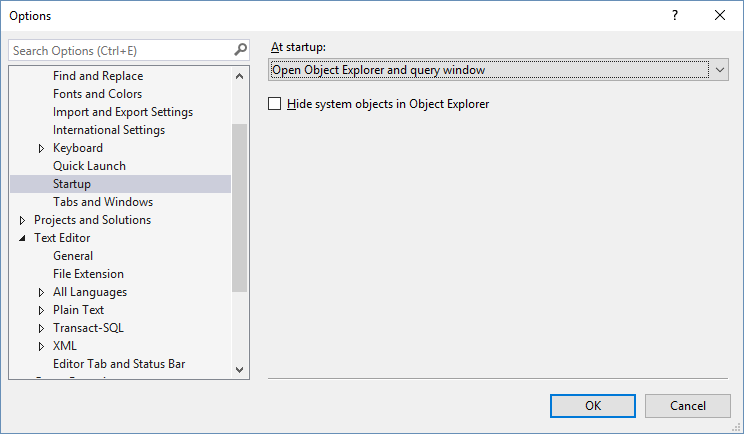 Options
?
Search Options (Ctrl+E)
Find and Replace
Fonts and Colors
Import and Export Settings
International Settings
Keyboard
Quick Launch
Startup
Tabs and Windows
Projects and Solutions
Text Editor
General
File Extension
All Languages
Plain Text
Transact-SQL
XML
Editor Tab and Status Bar
At startup:
Open Object Explorer and query window
Hide system objects in Object Explorer
OK
Cancel